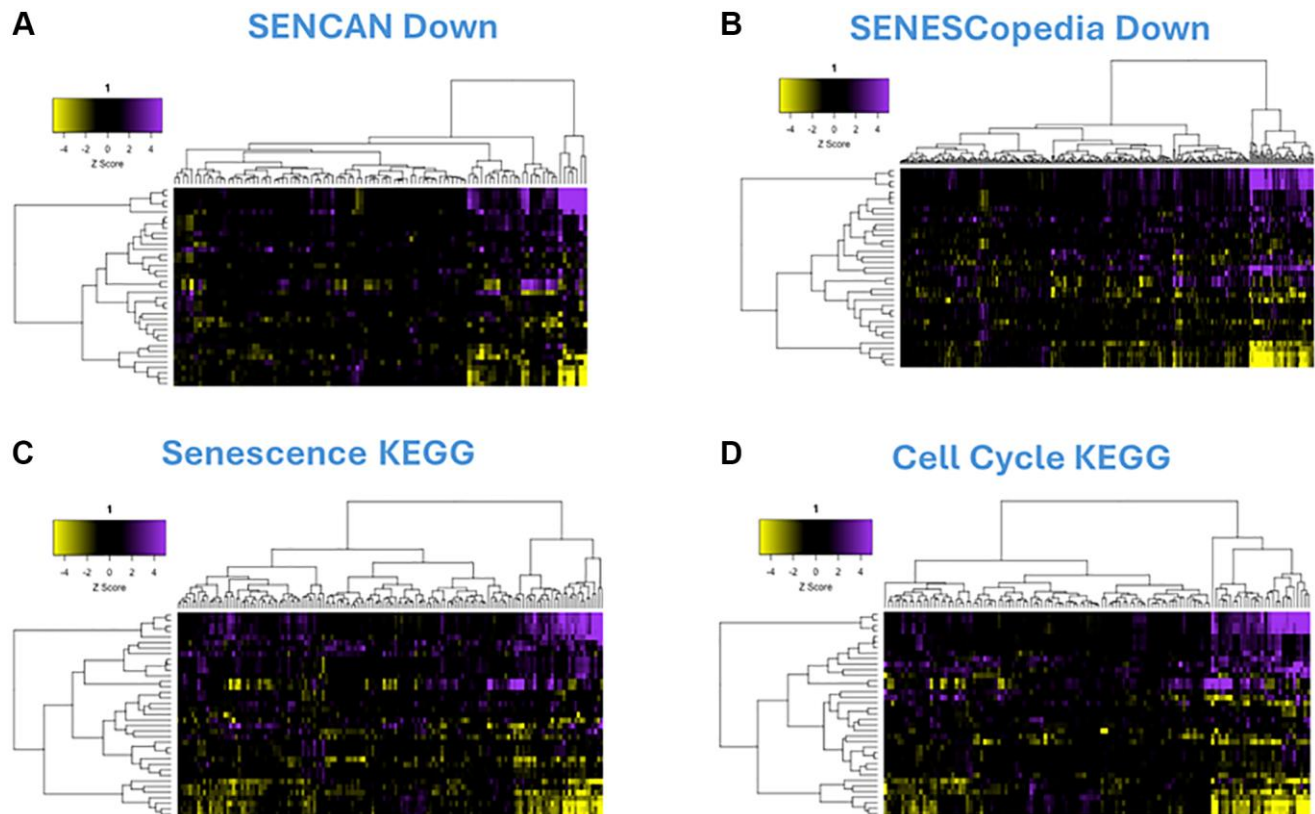 A
SENCAN Down
1
-4 -2 0 2 4
Z Score
B
SENESCopedia Down
1
-4 -2 0 2 4
Z Score
C
Senescence KEGG
1
-4 -2 0 2 4
Z Score
D
Cell Cycle KEGG
1
-4 -2 0 2 4
Z Score